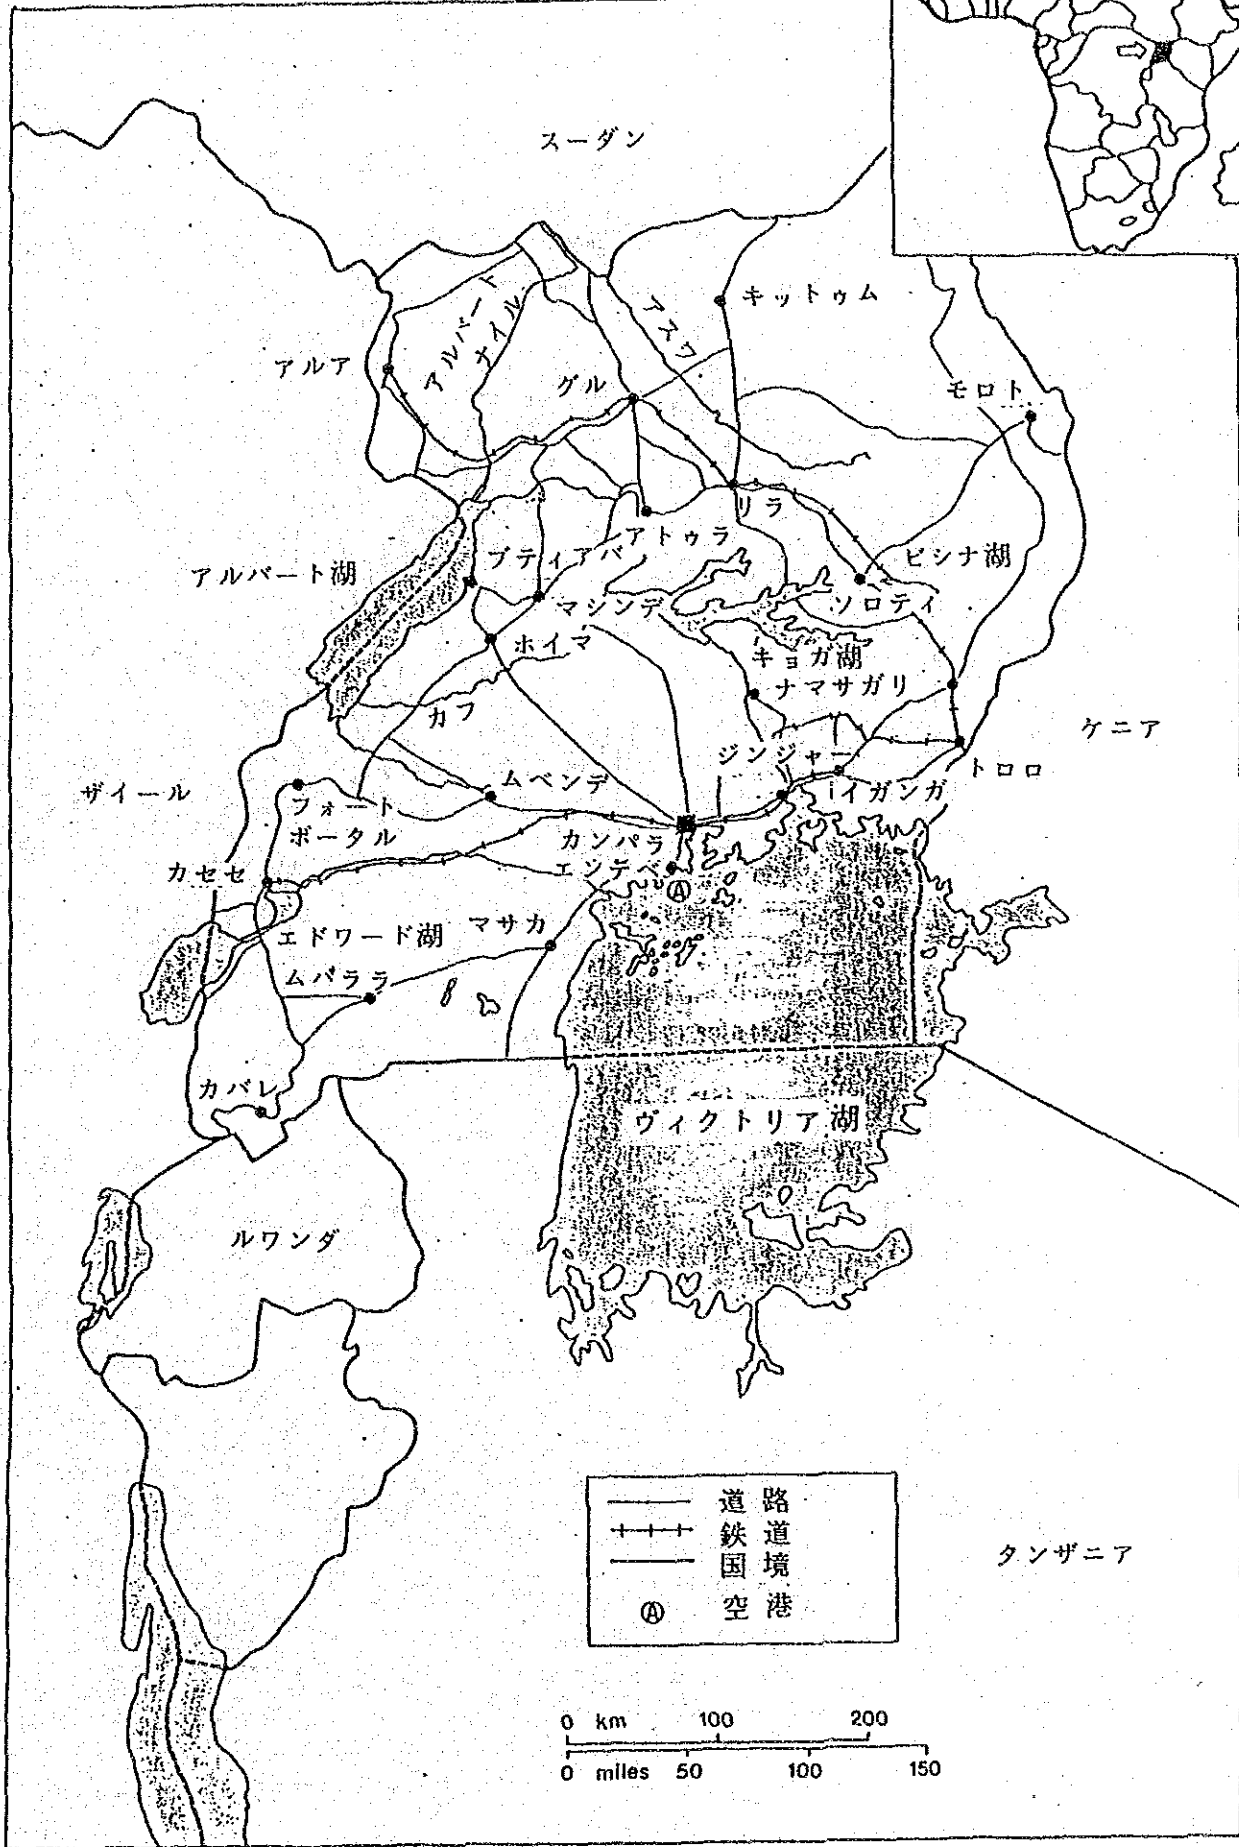 スーダン
キットゥム
アスワ
アルバート
ナイル
アルア
グル
モロト
リラ
アトゥラ
ブティアバ
ビシナ湖
アルバート湖
マシンデ
ソロティ
ホイマ
キョガ湖
ナマサガリ
カフ
ケニア
ジンジャー
トロロ
ザイール
ムベンデ
イガンガ
フォート
ポータル
カンパラ
エンテベ
カセセ
Ⓐ
マサカ
エドワード湖
ムバララ
カバレ
ヴィクトリア湖
ルワンダ
道路
鉄道
国境
Ⓐ 空港
タンザニア
0 km 100 200
0 miles 50 100 150